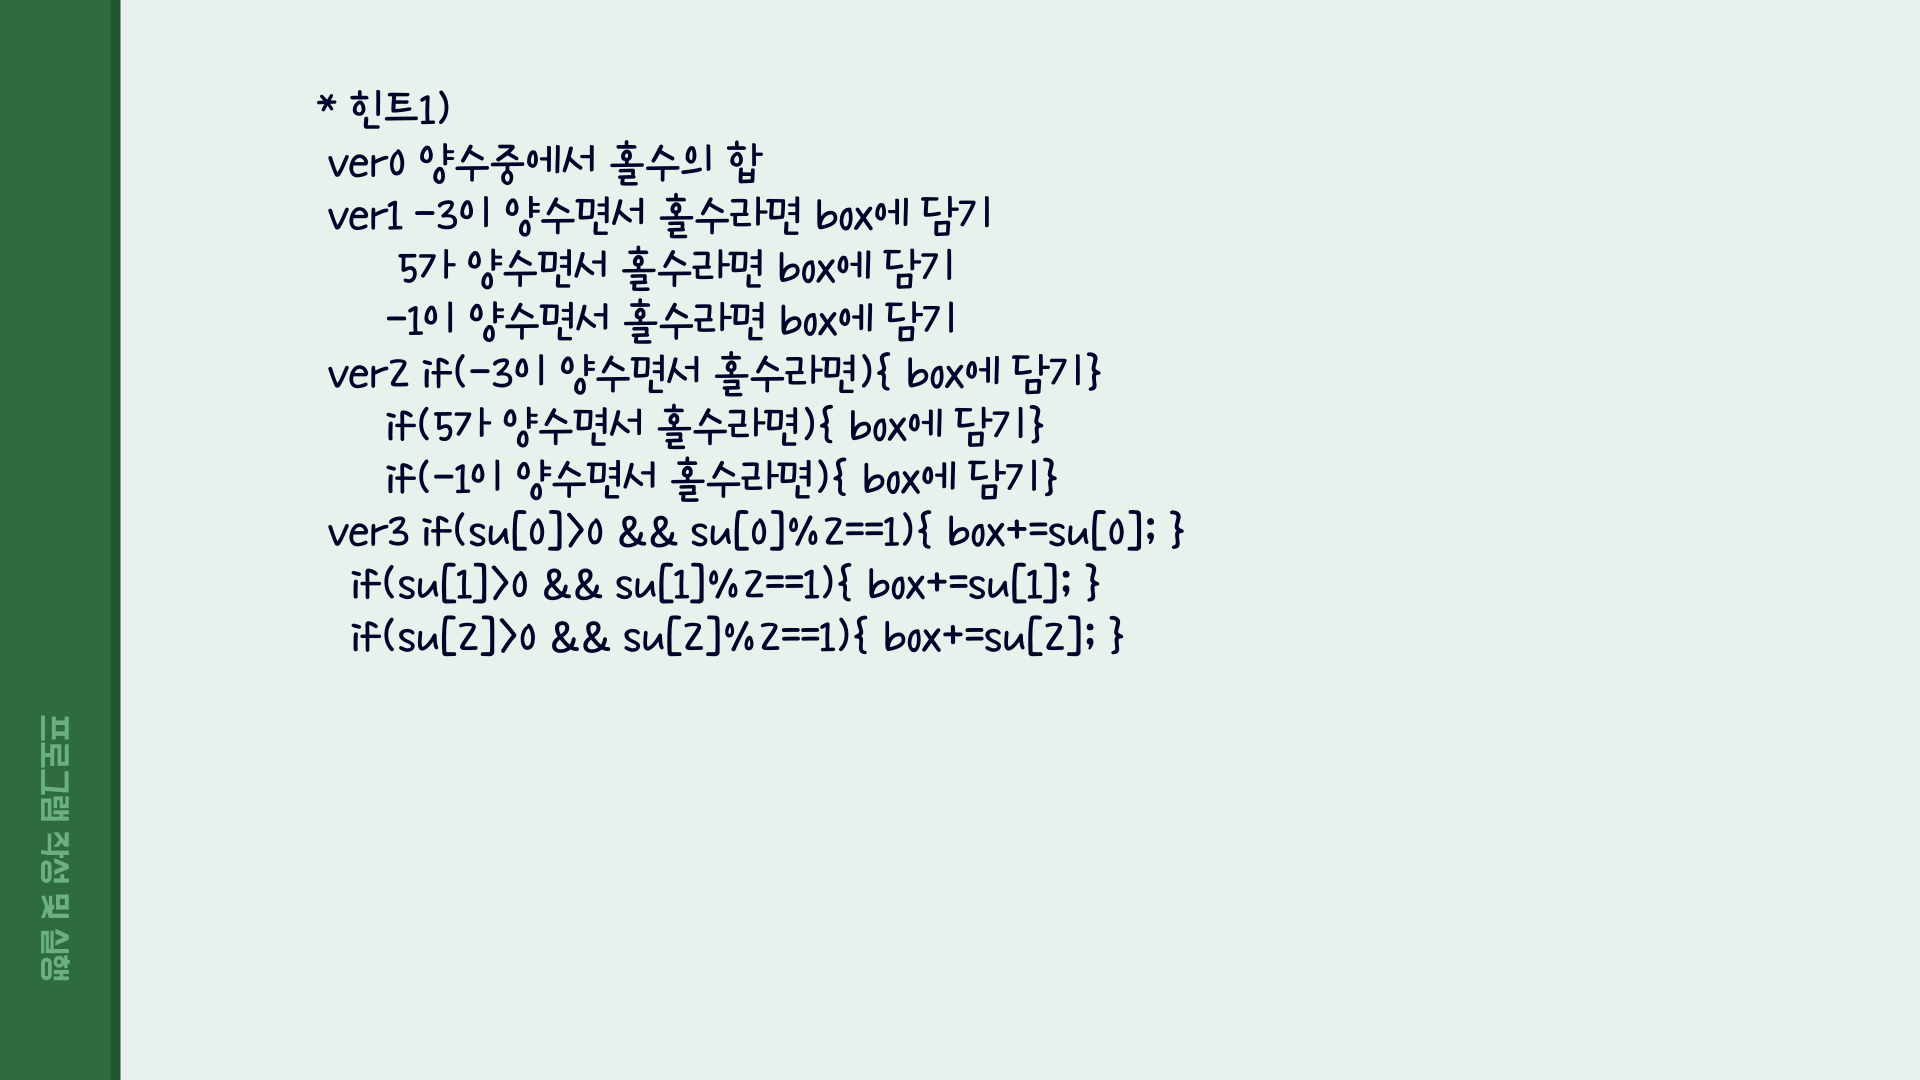 * 힌트1)
ver0 양수중에서 홀수의 합
ver1 -3이 양수면서 홀수라면 box에 담기
5가 양수면서 홀수라면 box에 담기
-1이 양수면서 홀수라면 box에 담기
ver2 if(-3이 양수면서 홀수라면){ box에 담기}
if(5가 양수면서 홀수라면){ box에 담기}
if(-1이 양수면서 홀수라면){ box에 담기}
ver3 if(su[0]>0 && su[0]%2==1){ box+=su[0]; }
if(su[1]>0 && su[1]%2==1){ box+=su[1]; }
if(su[2]>0 && su[2]%2==1){ box+=su[2]; }
프로그램 작성 및 실행